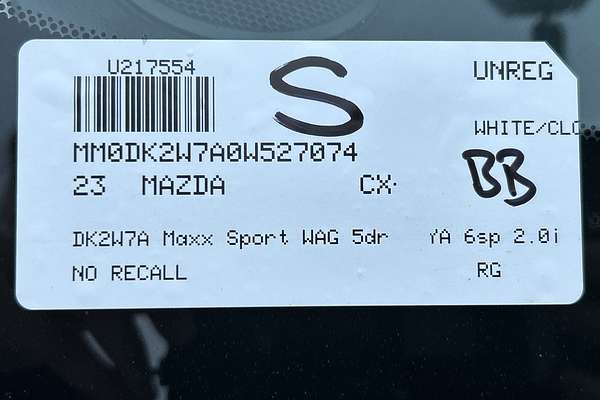 U217554 S UNREG
WHITE/CLO
MM0DK2W7A0W527074
23 MAZDA CX- BB
DK2W7A Maxx Sport WAG 5dr YA 6sp 2.0i
NO RECALL RG